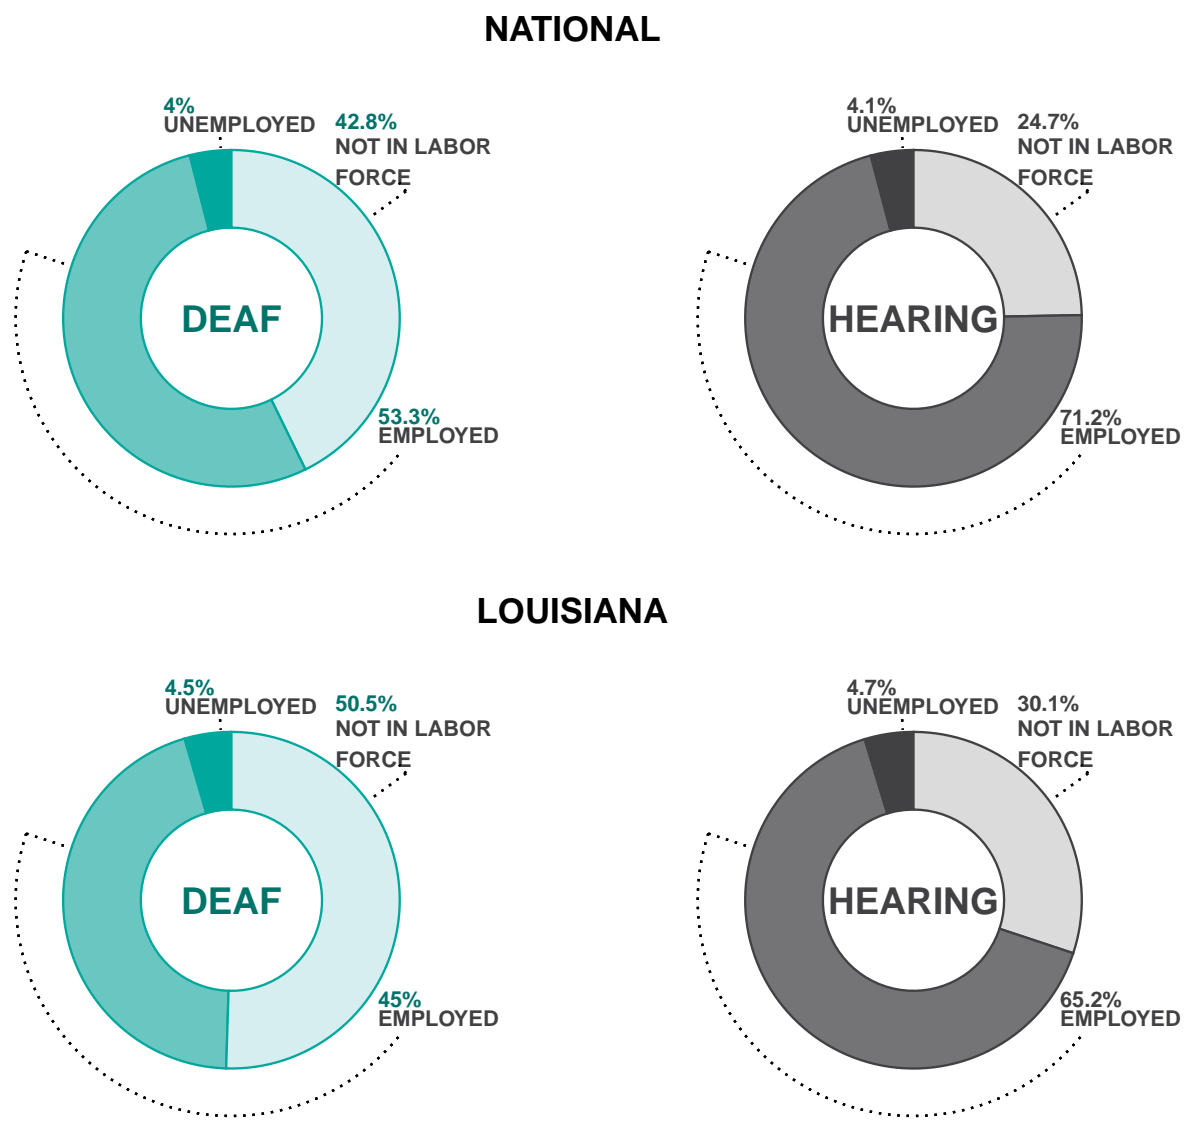 NATIONAL
4%
UNEMPLOYED
42.8%
NOT IN LABOR
FORCE
DEAF
53.3%
EMPLOYED
4.1%
UNEMPLOYED
24.7%
NOT IN LABOR
FORCE
HEARING
71.2%
EMPLOYED
LOUISIANA
4.5%
UNEMPLOYED
50.5%
NOT IN LABOR
FORCE
DEAF
45%
EMPLOYED
4.7%
UNEMPLOYED
30.1%
NOT IN LABOR
FORCE
HEARING
65.2%
EMPLOYED